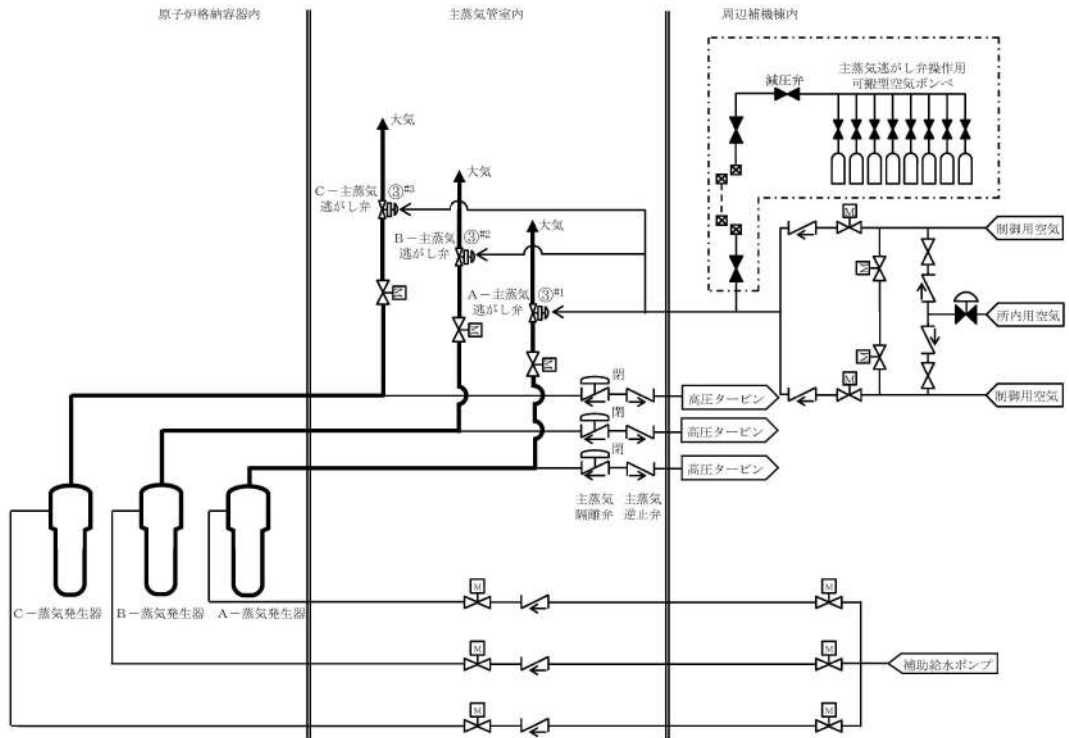 原子炉格納容器内
主蒸気管室内
周辺補機棟内
主蒸気逃がし弁操作用
可搬型空気ボンベ
減圧弁
大気
大気
C－主蒸気
逃がし弁
③#3
B－主蒸気
逃がし弁
③#2
大気
A－主蒸気
逃がし弁
③#1
M
M
M
M
制御用空気
M
所内用空気
M
M
制御用空気
閉
高圧タービン
閉
高圧タービン
閉
高圧タービン
主蒸気
隔離弁
主蒸気
逆止弁
C－蒸気発生器
B－蒸気発生器
A－蒸気発生器
M
M
M
M
補助給水ポンプ
M
M